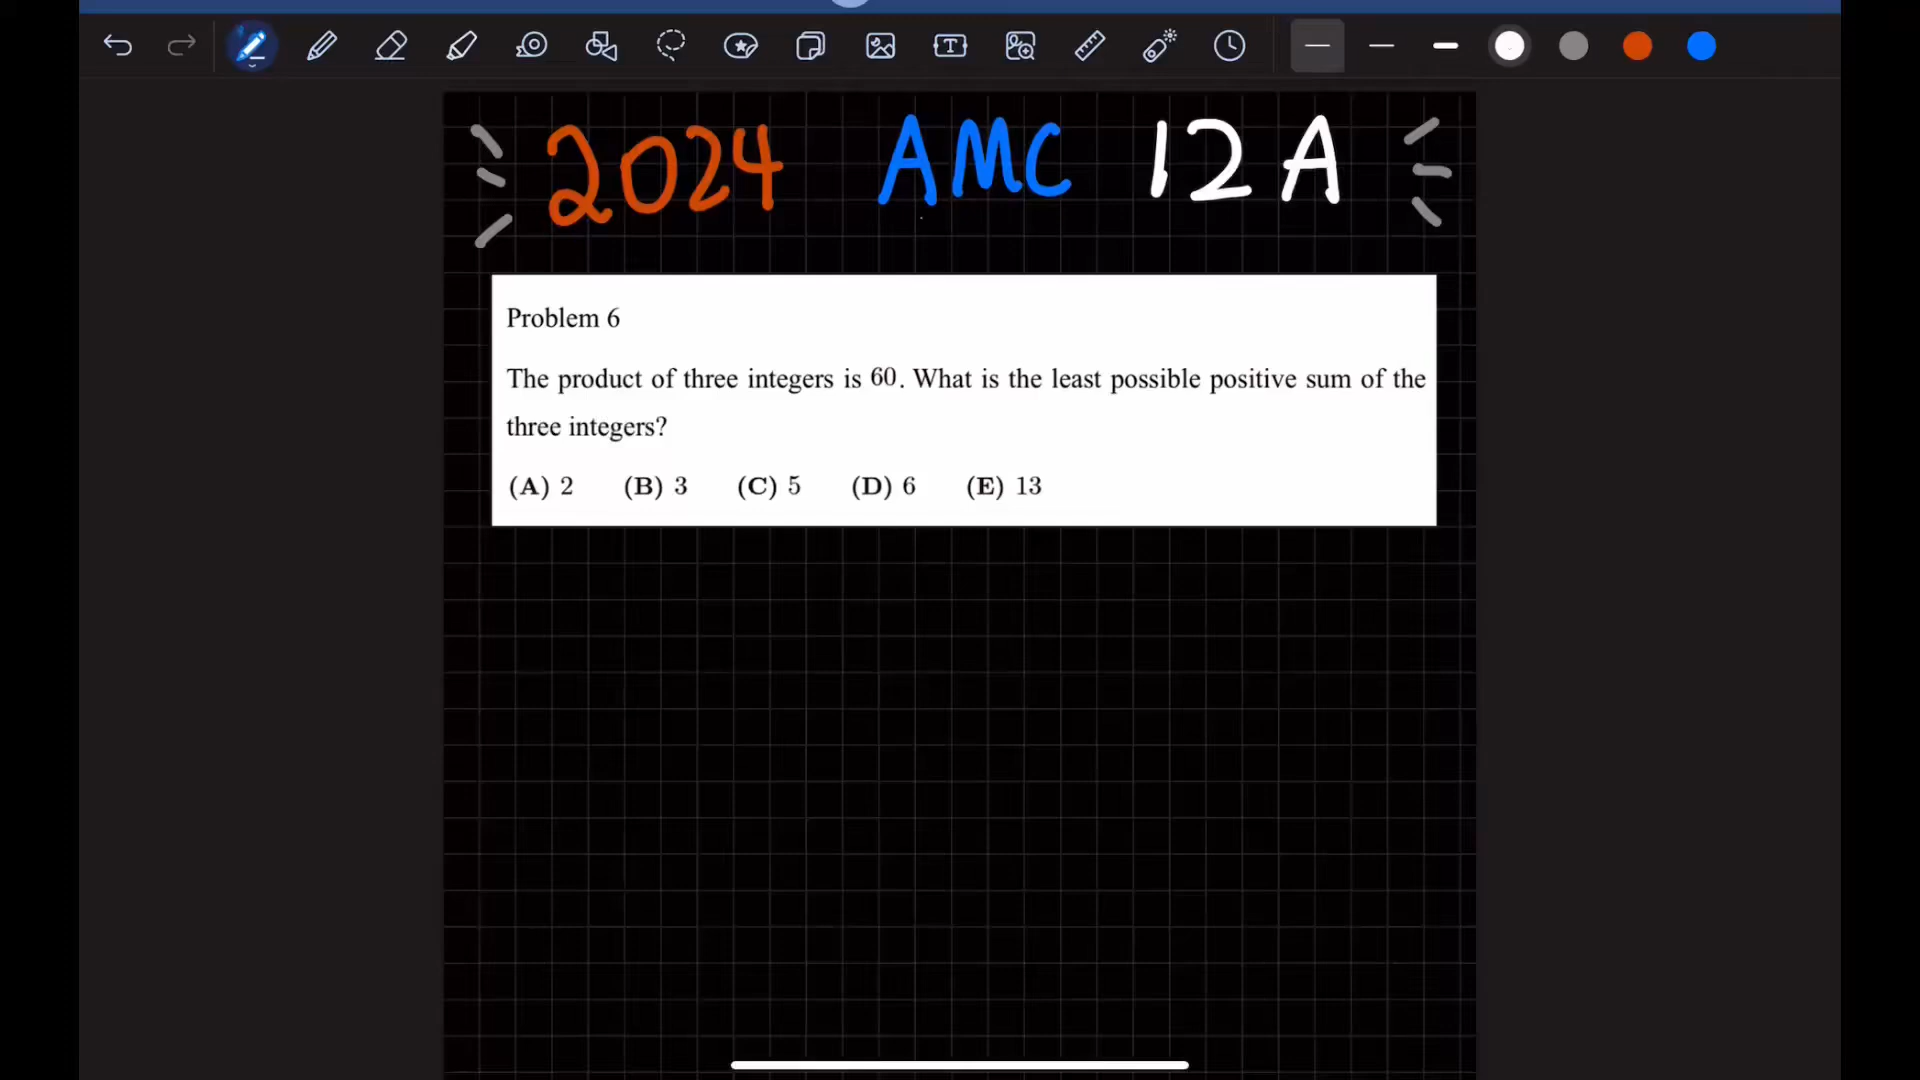 2024 AMC 12A
Problem 6
The product of three integers is 60. What is the least possible positive sum of the
three integers?
(A) 2 (B) 3 (C) 5 (D) 6 (E) 13